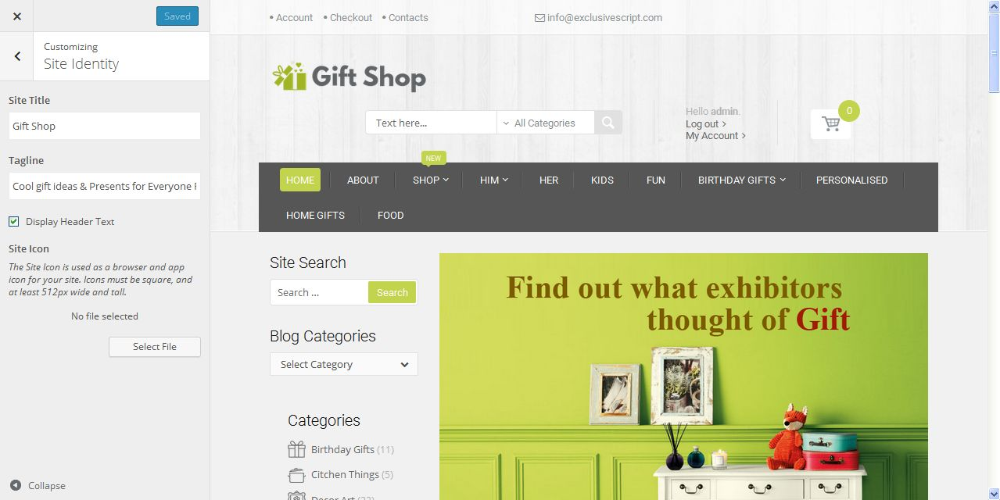 Saved
Customizing
Site Identity
Site Title
Gift Shop
Tagline
Cool gift ideas & Presents for Everyone
Display Header Text
Site Icon
The Site Icon is used as a browser and app
icon for your site. Icons must be square, and
at least 512px wide and tall.
No file selected
Select File
Collapse
• Account • Checkout • Contacts
info@exclusivescript.com
Gift Shop
Text here...
All Categories
Hello admin.
Log out >
My Account >
0
NEW
HOME ABOUT SHOP HIM HER KIDS FUN BIRTHDAY GIFTS PERSONALISED
HOME GIFTS FOOD
Site Search
Search ...
Search
Blog Categories
Select Category
Categories
Birthday Gifts (11)
Citchen Things (5)
Decor Art (22)
Find out what exhibitors
thought of Gift